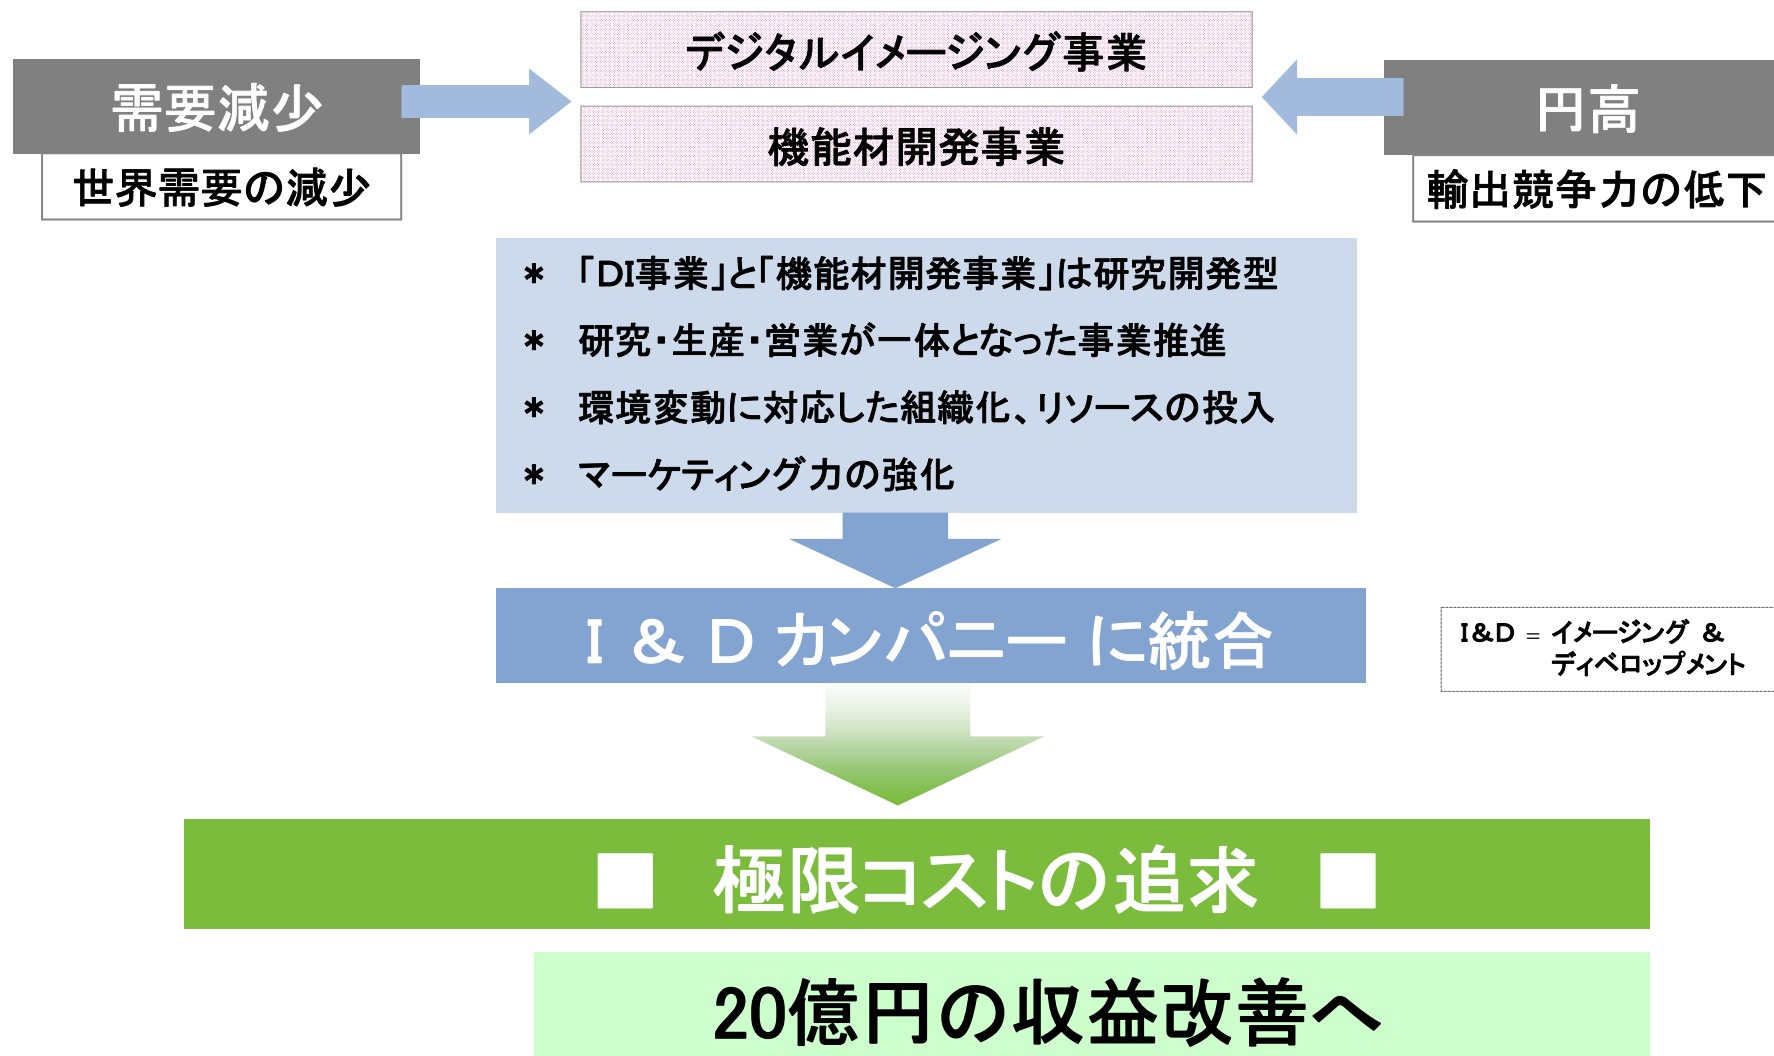 デジタルイメージング事業
需要減少
円高
機能材開発事業
世界需要の減少
輸出競争力の低下
* 「DI事業」と「機能材開発事業」は研究開発型
* 研究・生産・営業が一体となった事業推進
* 環境変動に対応した組織化、リソースの投入
* マーケティング力の強化
I & D カンパニー に統合
I&D = イメージング &
ディベロップメント
■ 極限コストの追求 ■
20億円の収益改善へ